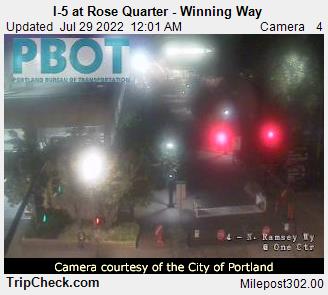 I-5 at Rose Quarter - Winning Way
Updated Jul 29 2022 12:01 AM Camera 4
PBOT
PORTLAND BUREAU OF TRANSPORTATION
4 - N. Ramsey Wy
@ One Ctr
Camera courtesy of the City of Portland
TripCheck.com Milepost302.00